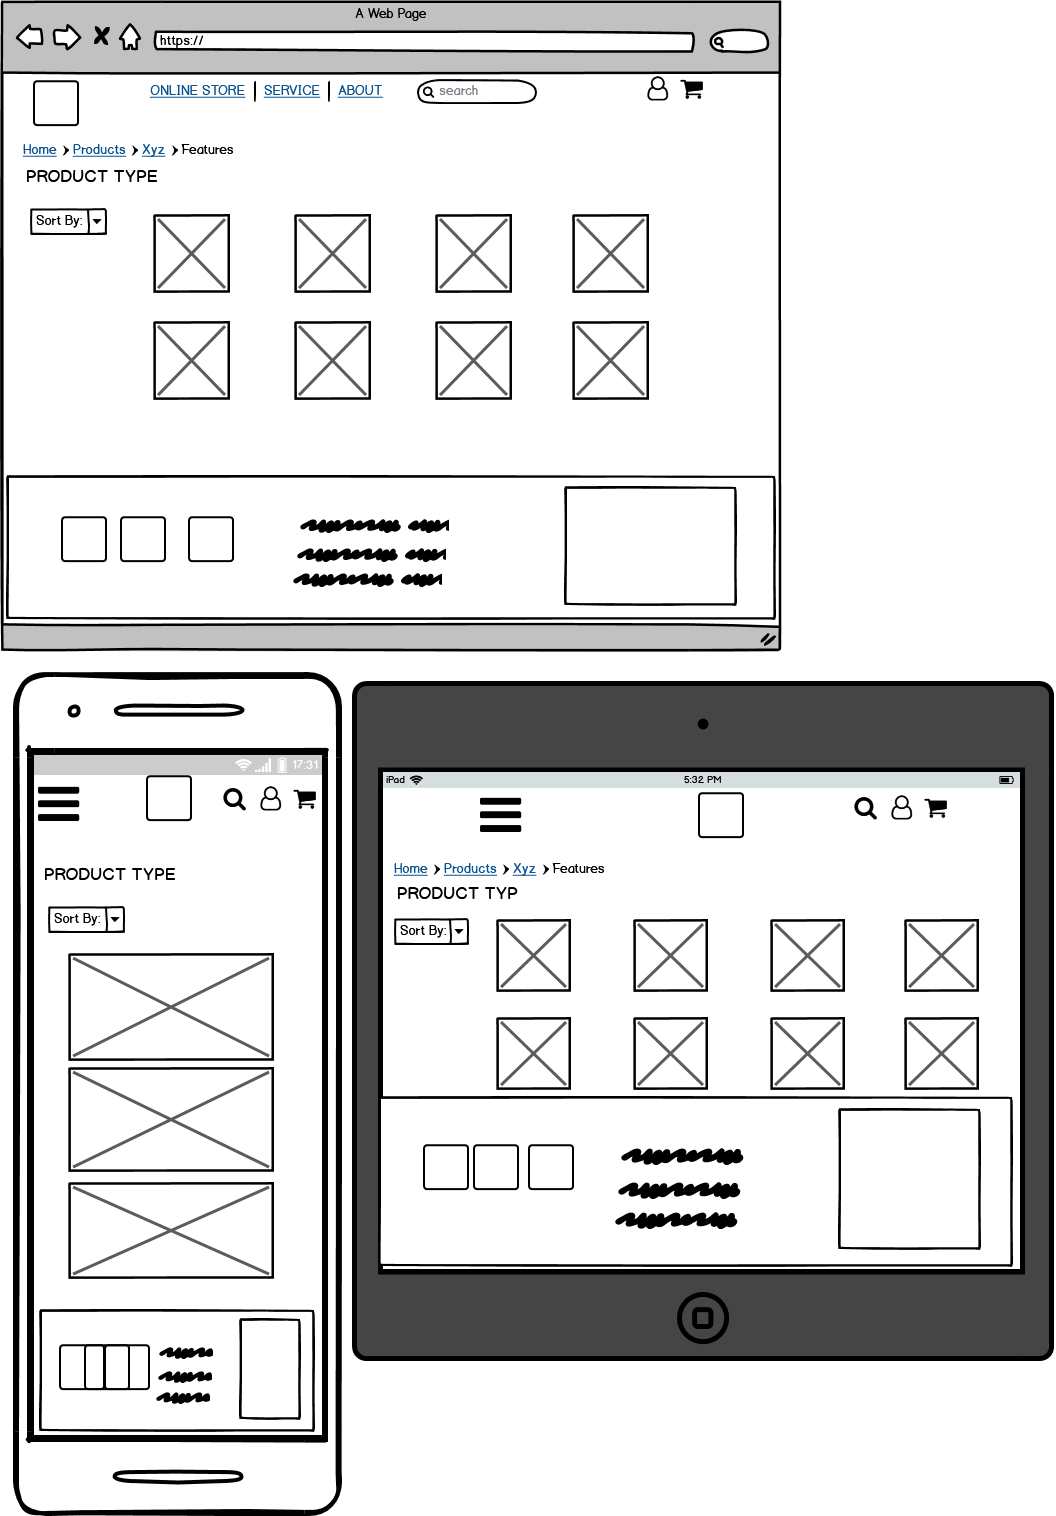 A Web Page
https://
ONLINE STORE | SERVICE | ABOUT
search
Home > Products > Xyz > Features
PRODUCT TYPE
Sort By:
17:31
PRODUCT TYPE
Sort By:
iPad 5:32 PM
Home > Products > Xyz > Features
PRODUCT TYP
Sort By: